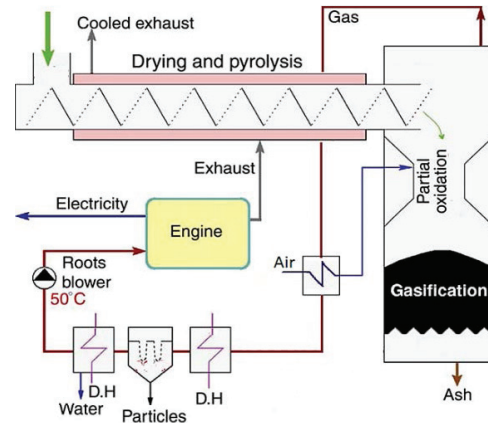 Cooled exhaust
Gas
Drying and pyrolysis
Exhaust
Partial
oxidation
Electricity
Engine
Air
Roots
blower
50°C
Gasification
D.H
D.H
Water
Particles
Ash